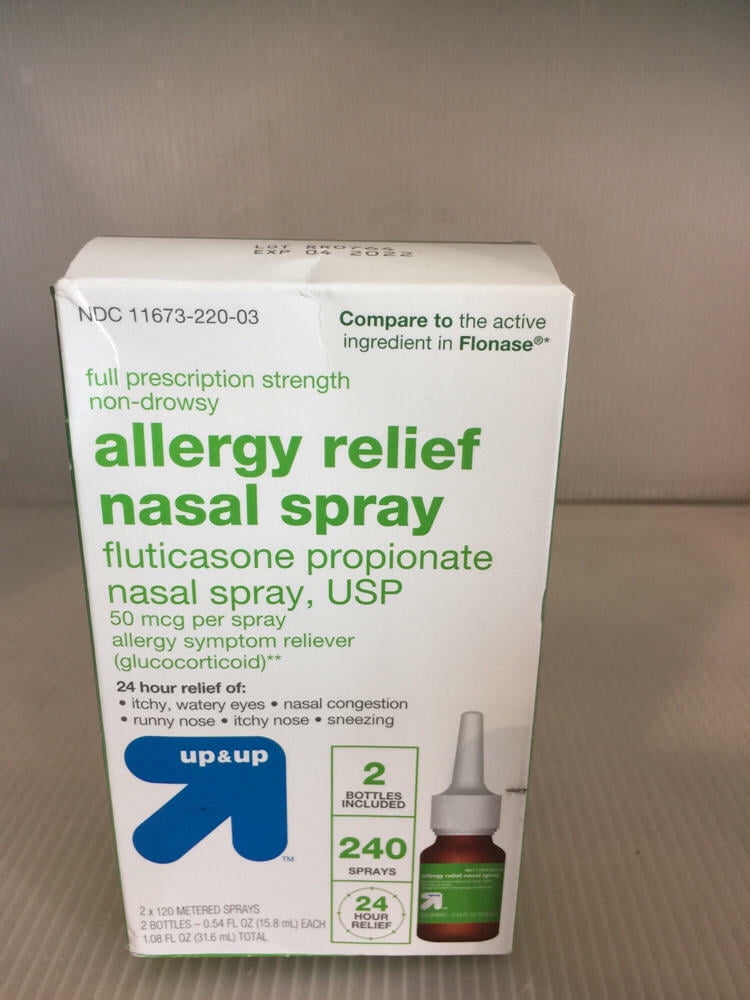 LOT RR0764
EXP 04 2022
NDC 11673-220-03
Compare to the active
ingredient in Flonase®*
full prescription strength
non-drowsy
allergy relief
nasal spray
fluticasone propionate
nasal spray, USP
50 mcg per spray
allergy symptom reliever
(glucocorticoid)**
24 hour relief of:
• itchy, watery eyes • nasal congestion
• runny nose • itchy nose • sneezing
up&up
TM
2
BOTTLES
INCLUDED
240
SPRAYS
24
HOUR
RELIEF
2 x 120 METERED SPRAYS
2 BOTTLES – 0.54 FL OZ (15.8 mL) EACH
1.08 FL OZ (31.6 mL) TOTAL
allergy relief nasal spray